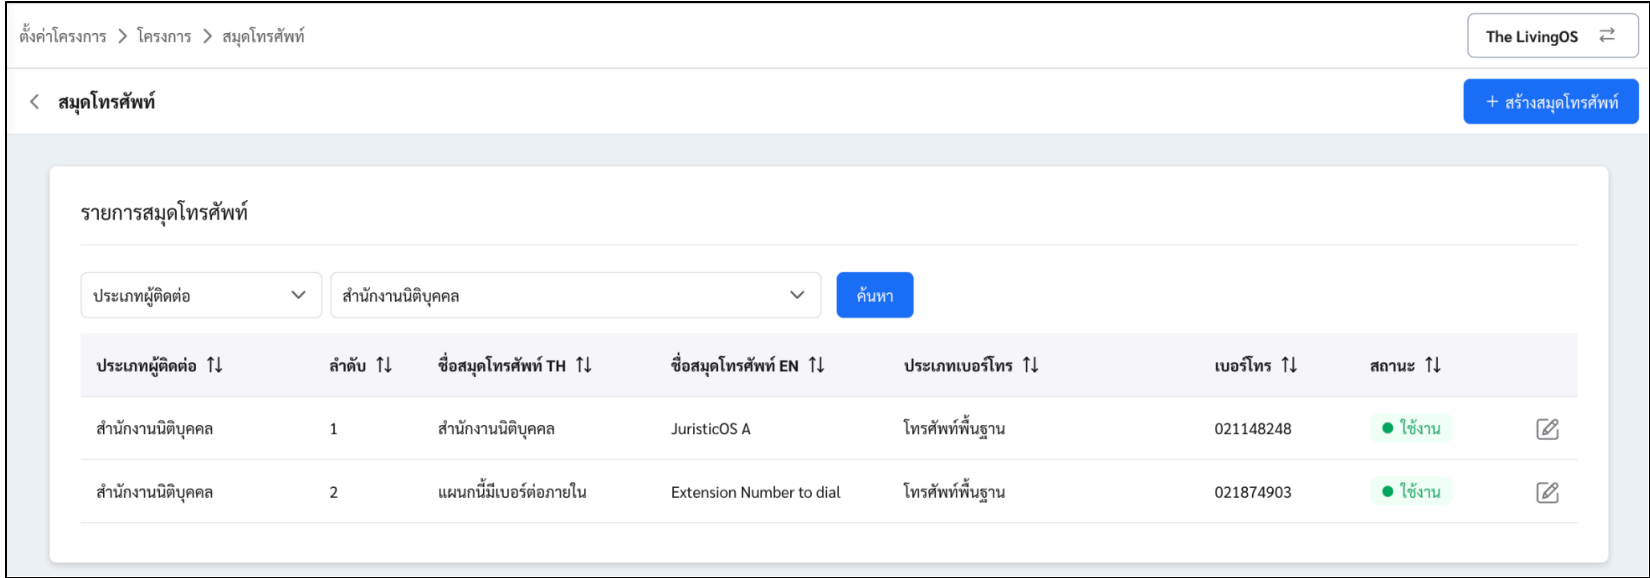 ตั้งค่าโครงการ > โครงการ > สมุดโทรศัพท์
The LivingOS
< สมุดโทรศัพท์
+ สร้างสมุดโทรศัพท์
รายการสมุดโทรศัพท์
ประเภทผู้ติดต่อ สำนักงานนิติบุคคล ค้นหา
ประเภทผู้ติดต่อ ลำดับ ชื่อสมุดโทรศัพท์ TH ชื่อสมุดโทรศัพท์ EN ประเภทเบอร์โทร เบอร์โทร สถานะ
สำนักงานนิติบุคคล 1 สำนักงานนิติบุคคล JuristicOS A โทรศัพท์พื้นฐาน 021148248 ใช้งาน
สำนักงานนิติบุคคล 2 แผนกนี้มีเบอร์ต่อภายใน Extension Number to dial โทรศัพท์พื้นฐาน 021874903 ใช้งาน